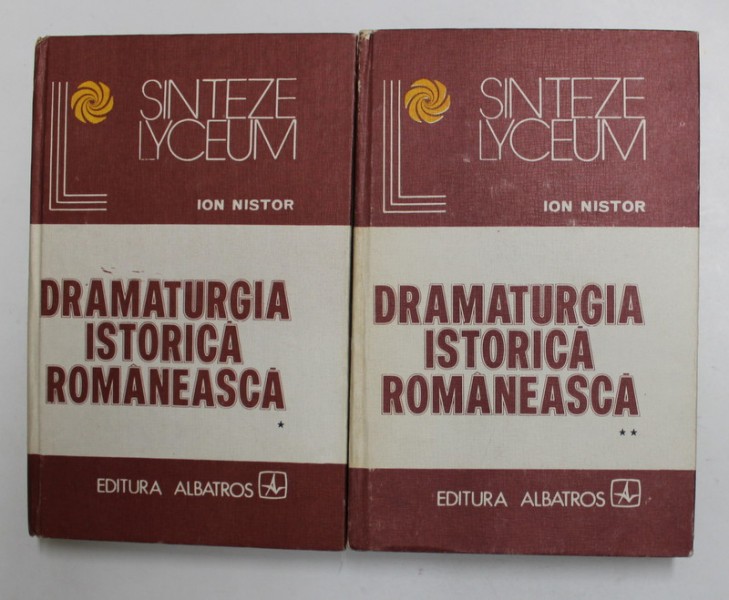 SINTEZE
LYCEUM
ION NISTOR
DRAMATURGIA
ISTORICĂ
ROMÂNEASCĂ
*
EDITURA ALBATROS
SINTEZE
LYCEUM
ION NISTOR
DRAMATURGIA
ISTORICĂ
ROMÂNEASCĂ
**
EDITURA ALBATROS